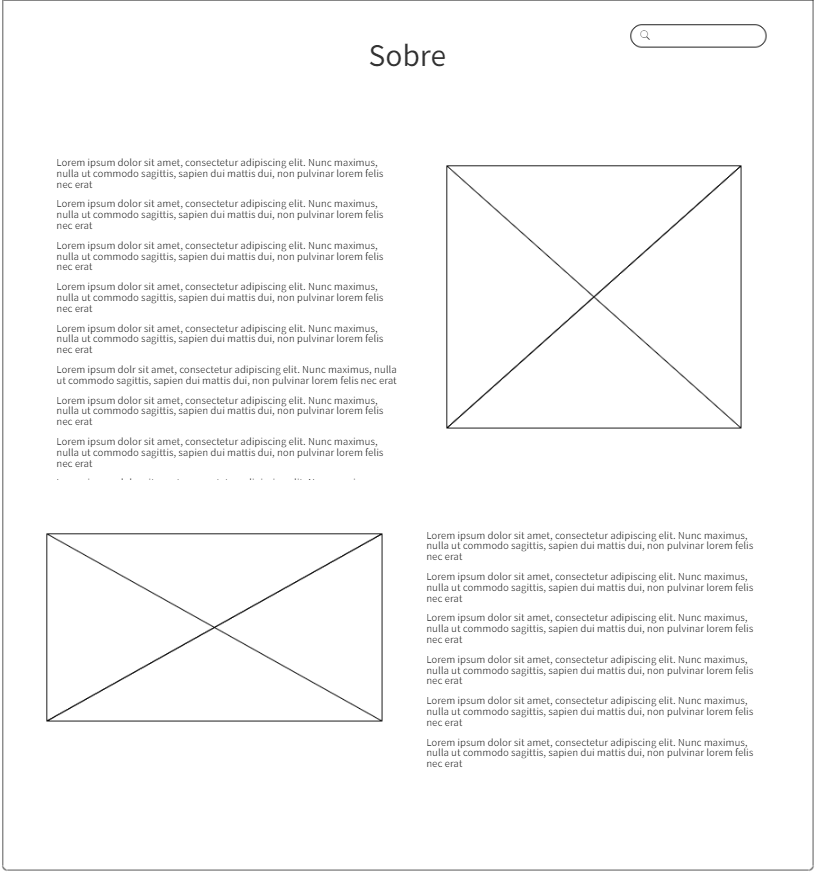 Sobre
Lorem ipsum dolor sit amet, consectetur adipiscing elit. Nunc maximus,
nulla ut commodo sagittis, sapien dui mattis dui, non pulvinar lorem felis
nec erat
Lorem ipsum dolor sit amet, consectetur adipiscing elit. Nunc maximus,
nulla ut commodo sagittis, sapien dui mattis dui, non pulvinar lorem felis
nec erat
Lorem ipsum dolor sit amet, consectetur adipiscing elit. Nunc maximus,
nulla ut commodo sagittis, sapien dui mattis dui, non pulvinar lorem felis
nec erat
Lorem ipsum dolor sit amet, consectetur adipiscing elit. Nunc maximus,
nulla ut commodo sagittis, sapien dui mattis dui, non pulvinar lorem felis
nec erat
Lorem ipsum dolor sit amet, consectetur adipiscing elit. Nunc maximus,
nulla ut commodo sagittis, sapien dui mattis dui, non pulvinar lorem felis
nec erat
Lorem ipsum dolr sit amet, consectetur adipiscing elit. Nunc maximus, nulla
ut commodo sagittis, sapien dui mattis dui, non pulvinar lorem felis nec erat
Lorem ipsum dolor sit amet, consectetur adipiscing elit. Nunc maximus,
nulla ut commodo sagittis, sapien dui mattis dui, non pulvinar lorem felis
nec erat
Lorem ipsum dolor sit amet, consectetur adipiscing elit. Nunc maximus,
nulla ut commodo sagittis, sapien dui mattis dui, non pulvinar lorem felis
nec erat
Lorem ipsum dolor sit amet, consectetur adipiscing elit. Nunc maximus,
nulla ut commodo sagittis, sapien dui mattis dui, non pulvinar lorem felis
nec erat
Lorem ipsum dolor sit amet, consectetur adipiscing elit. Nunc maximus,
nulla ut commodo sagittis, sapien dui mattis dui, non pulvinar lorem felis
nec erat
Lorem ipsum dolor sit amet, consectetur adipiscing elit. Nunc maximus,
nulla ut commodo sagittis, sapien dui mattis dui, non pulvinar lorem felis
nec erat
Lorem ipsum dolor sit amet, consectetur adipiscing elit. Nunc maximus,
nulla ut commodo sagittis, sapien dui mattis dui, non pulvinar lorem felis
nec erat
Lorem ipsum dolor sit amet, consectetur adipiscing elit. Nunc maximus,
nulla ut commodo sagittis, sapien dui mattis dui, non pulvinar lorem felis
nec erat
Lorem ipsum dolor sit amet, consectetur adipiscing elit. Nunc maximus,
nulla ut commodo sagittis, sapien dui mattis dui, non pulvinar lorem felis
nec erat